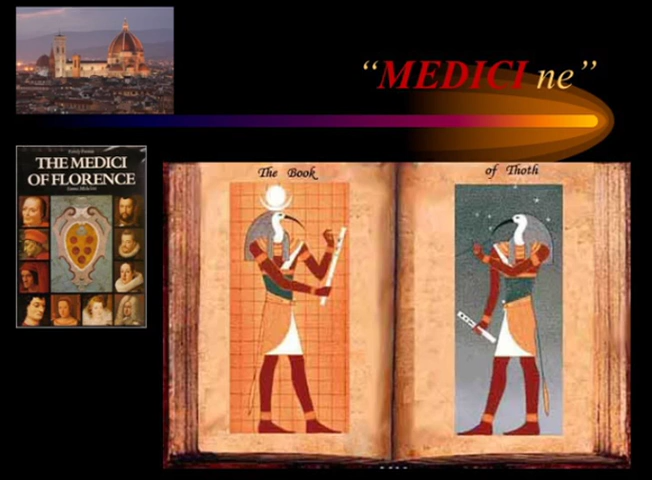 “MEDICI ne”
THE MEDICI
OF FLORENCE
The Book
of Thoth